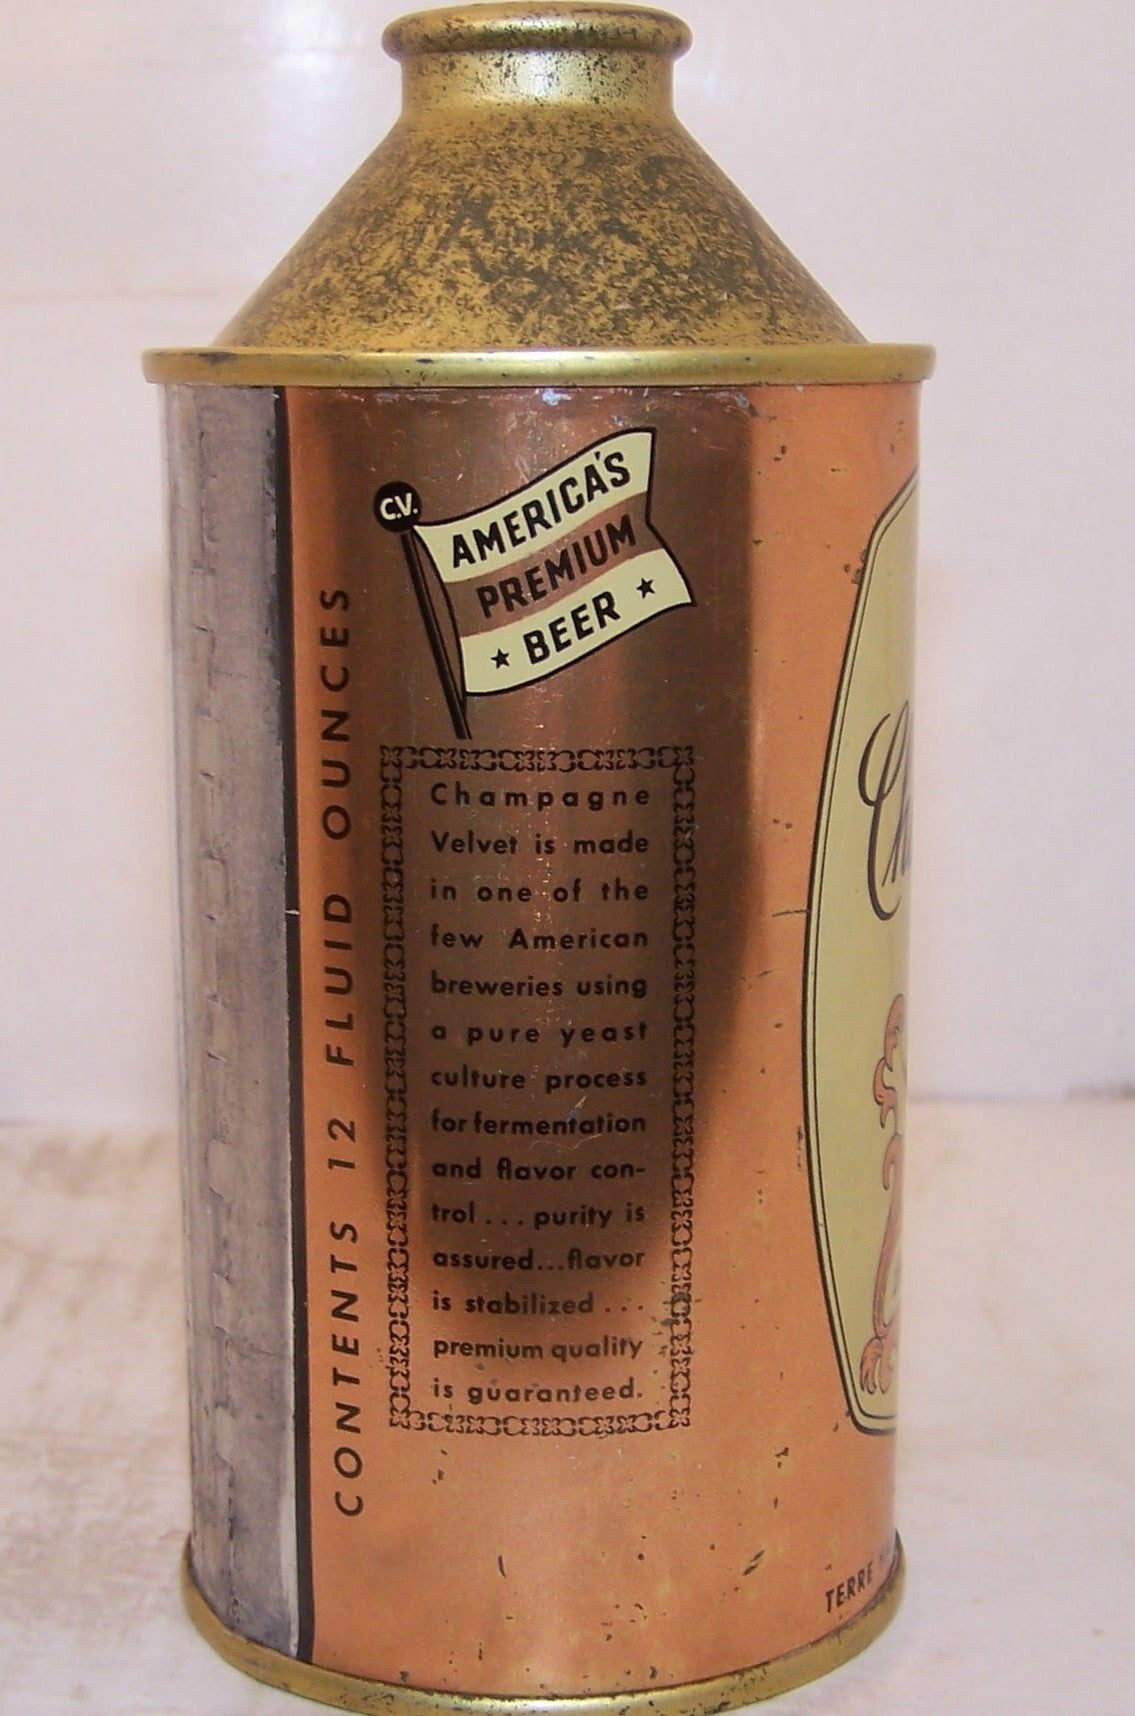 C.V.
AMERICA'S
PREMIUM
★ BEER ★
CONTENTS 12 FLUID OUNCES
Champagne
Velvet is made
in one of the
few American
breweries using
a pure yeast
culture process
for fermentation
and flavor con-
trol... purity is
assured...flavor
is stabilized...
premium quality
is guaranteed.
TERRE